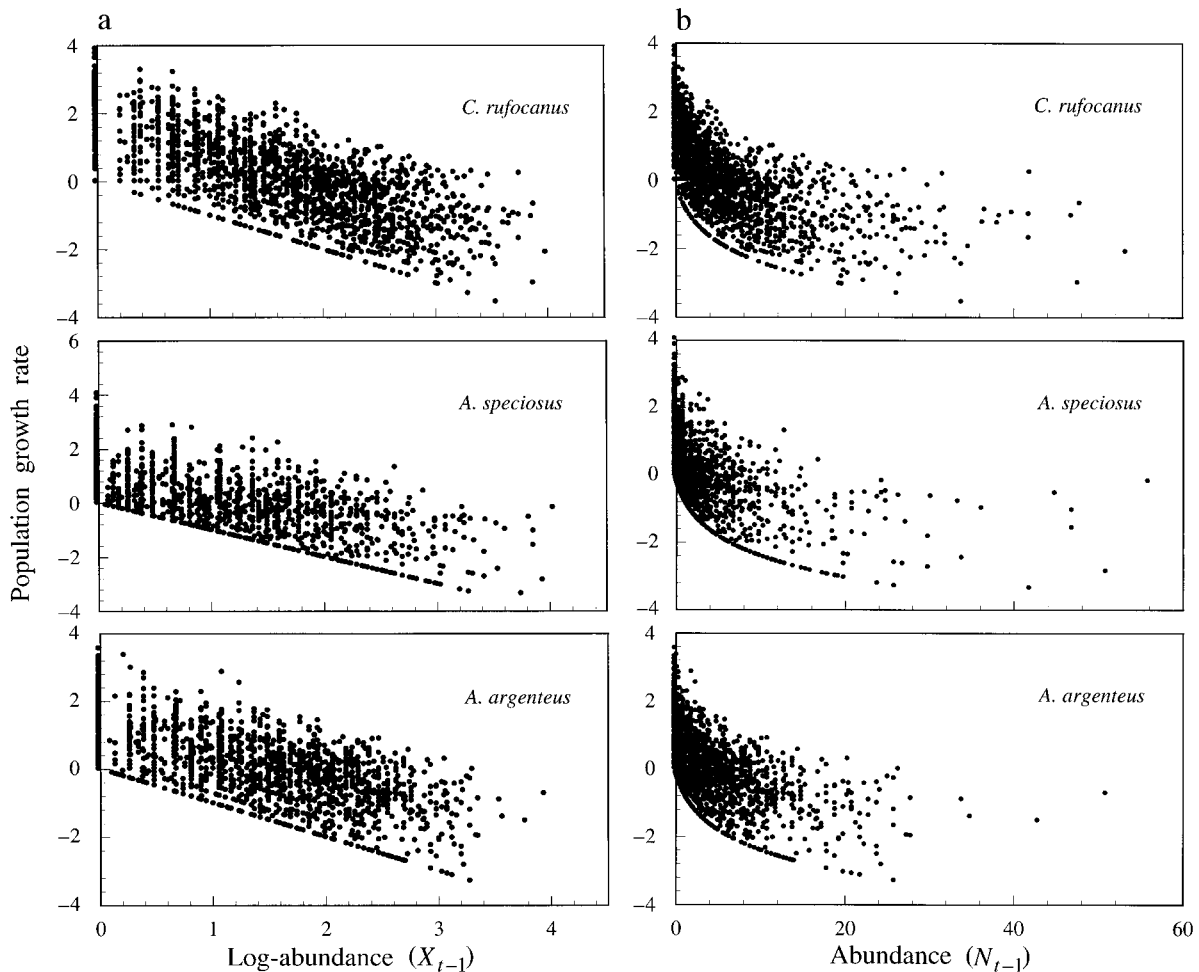 a
b
4
2
0
−2
−4
C. rufocanus
4
2
0
−2
−4
C. rufocanus
6
4
2
0
−2
−4
A. speciosus
4
2
0
−2
−4
A. speciosus
4
2
0
−2
−4
A. argenteus
4
2
0
−2
−4
A. argenteus
0 1 2 3 4
0 20 40 60
Population growth rate
Log-abundance (X_{t−1})
Abundance (N_{t−1})